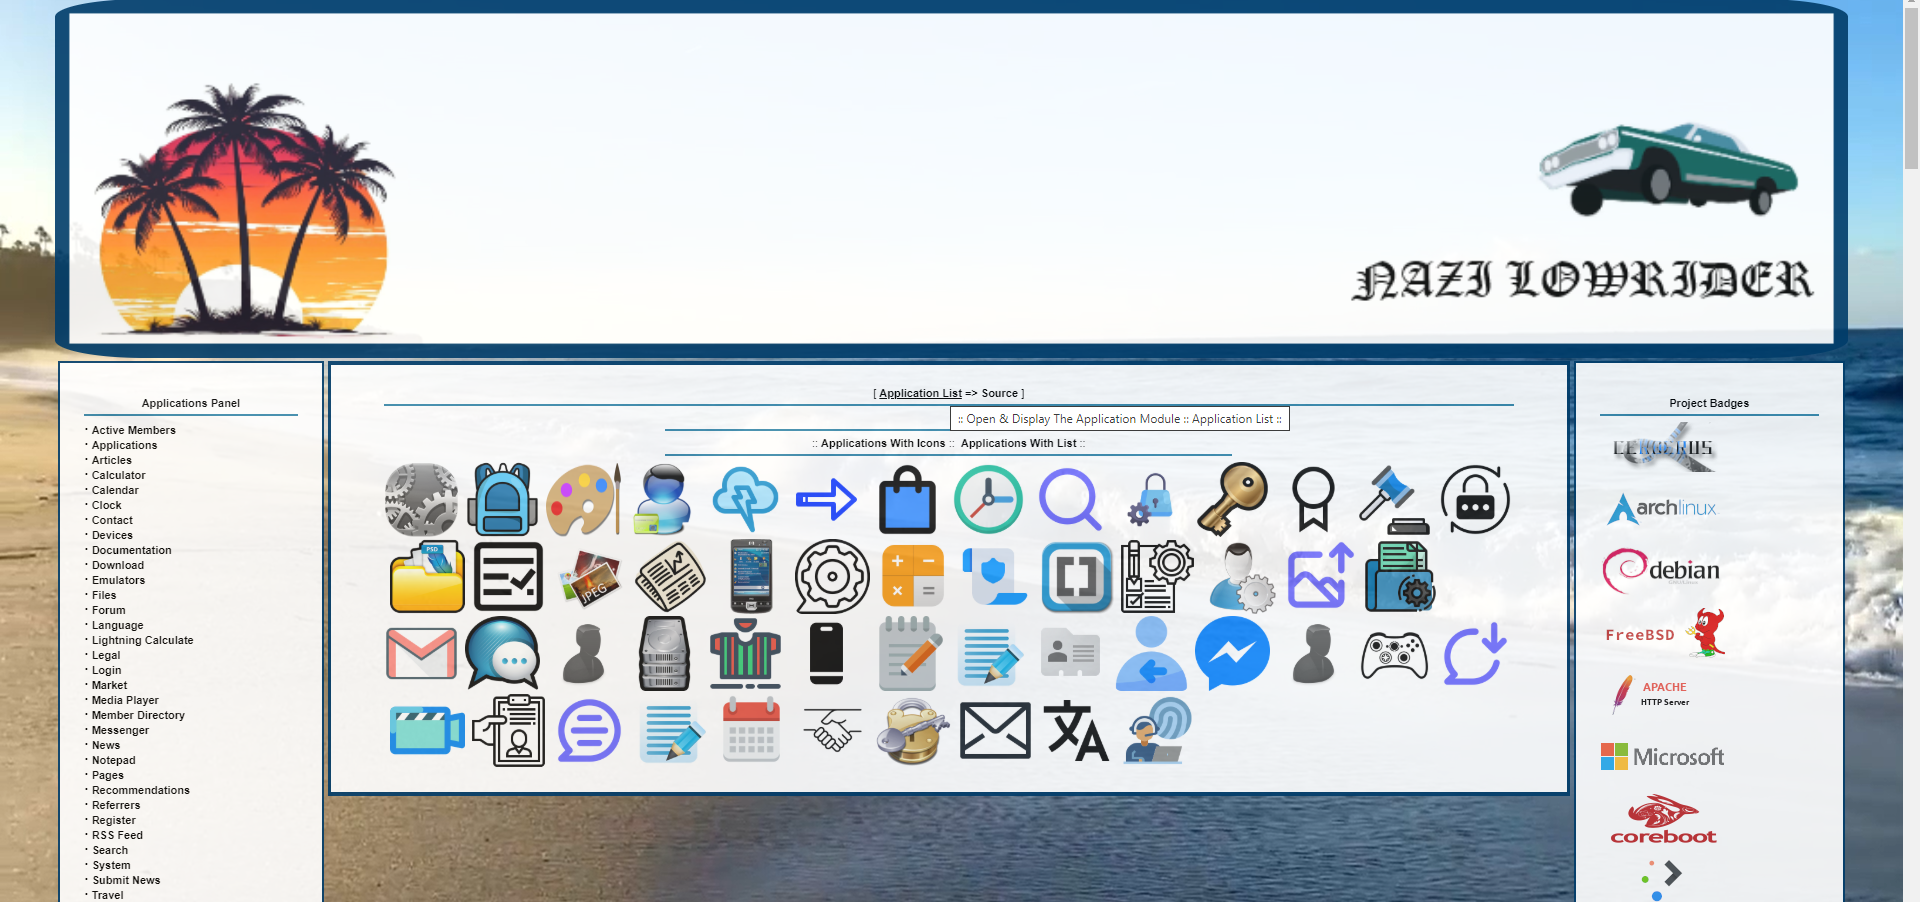 NAZI LOWRIDER
Applications Panel
· Active Members
· Applications
· Articles
· Calculator
· Calendar
· Clock
· Contact
· Devices
· Documentation
· Download
· Emulators
· Files
· Forum
· Language
· Lightning Calculate
· Legal
· Login
· Market
· Media Player
· Member Directory
· Messenger
· News
· Notepad
· Pages
· Recommendations
· Referrers
· Register
· RSS Feed
· Search
· System
· Submit News
· Travel
[ Application List => Source ]
:: Open & Display The Application Module :: Application List ::
:: Applications With Icons :: Applications With List ::
PSD
JPEG
文A
Project Badges
CERBERUS
archlinux
debian
FreeBSD
APACHE
HTTP Server
Microsoft
coreboot